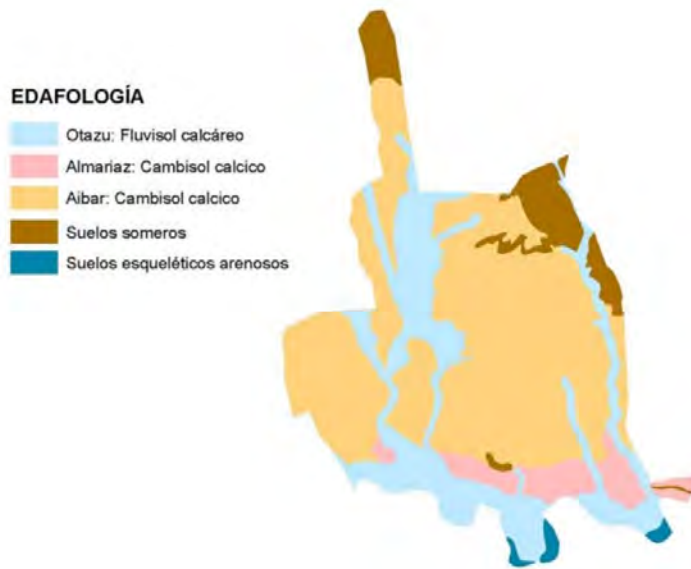 EDAFOLOGÍA
Otazu: Fluvisol calcáreo
Almariaz: Cambisol calcico
Aibar: Cambisol calcico
Suelos someros
Suelos esqueléticos arenosos